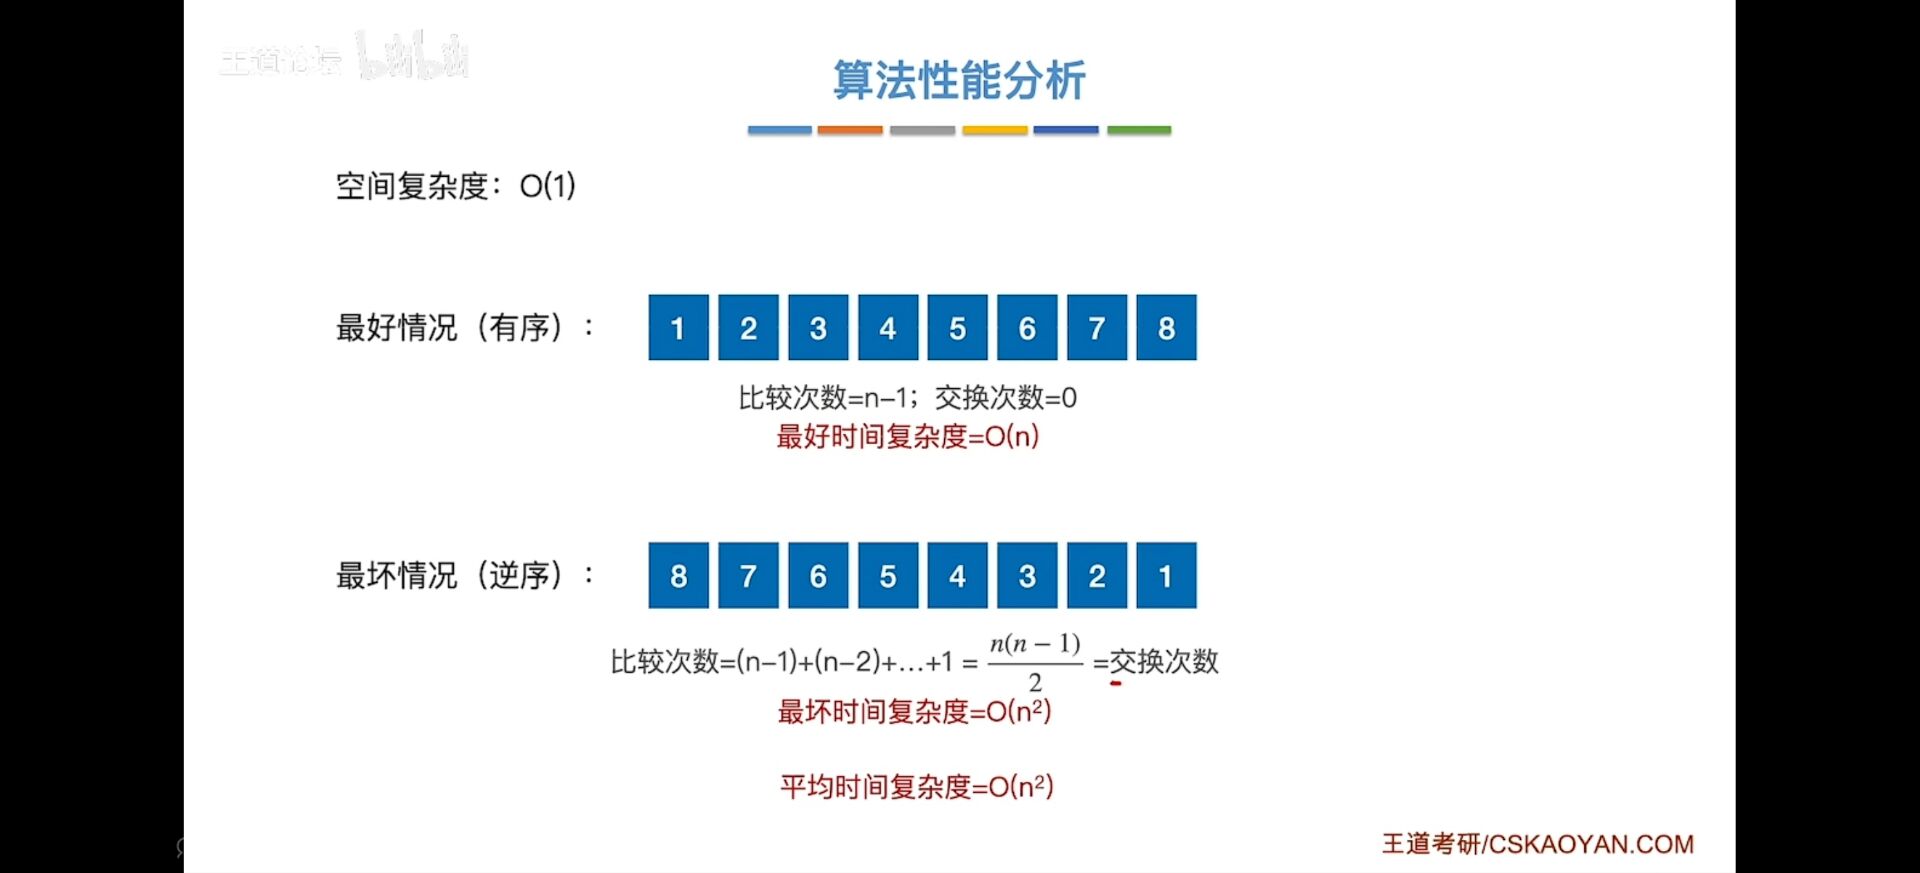 王道论坛 bilibili
算法性能分析
空间复杂度：O(1)
最好情况（有序）： 1 2 3 4 5 6 7 8
比较次数=n-1；交换次数=0
最好时间复杂度=O(n)
最坏情况（逆序）： 8 7 6 5 4 3 2 1
比较次数=(n-1)+(n-2)+…+1 = n(n − 1)/2 =交换次数
最坏时间复杂度=O(n²)
平均时间复杂度=O(n²)
王道考研/CSKAOYAN.COM